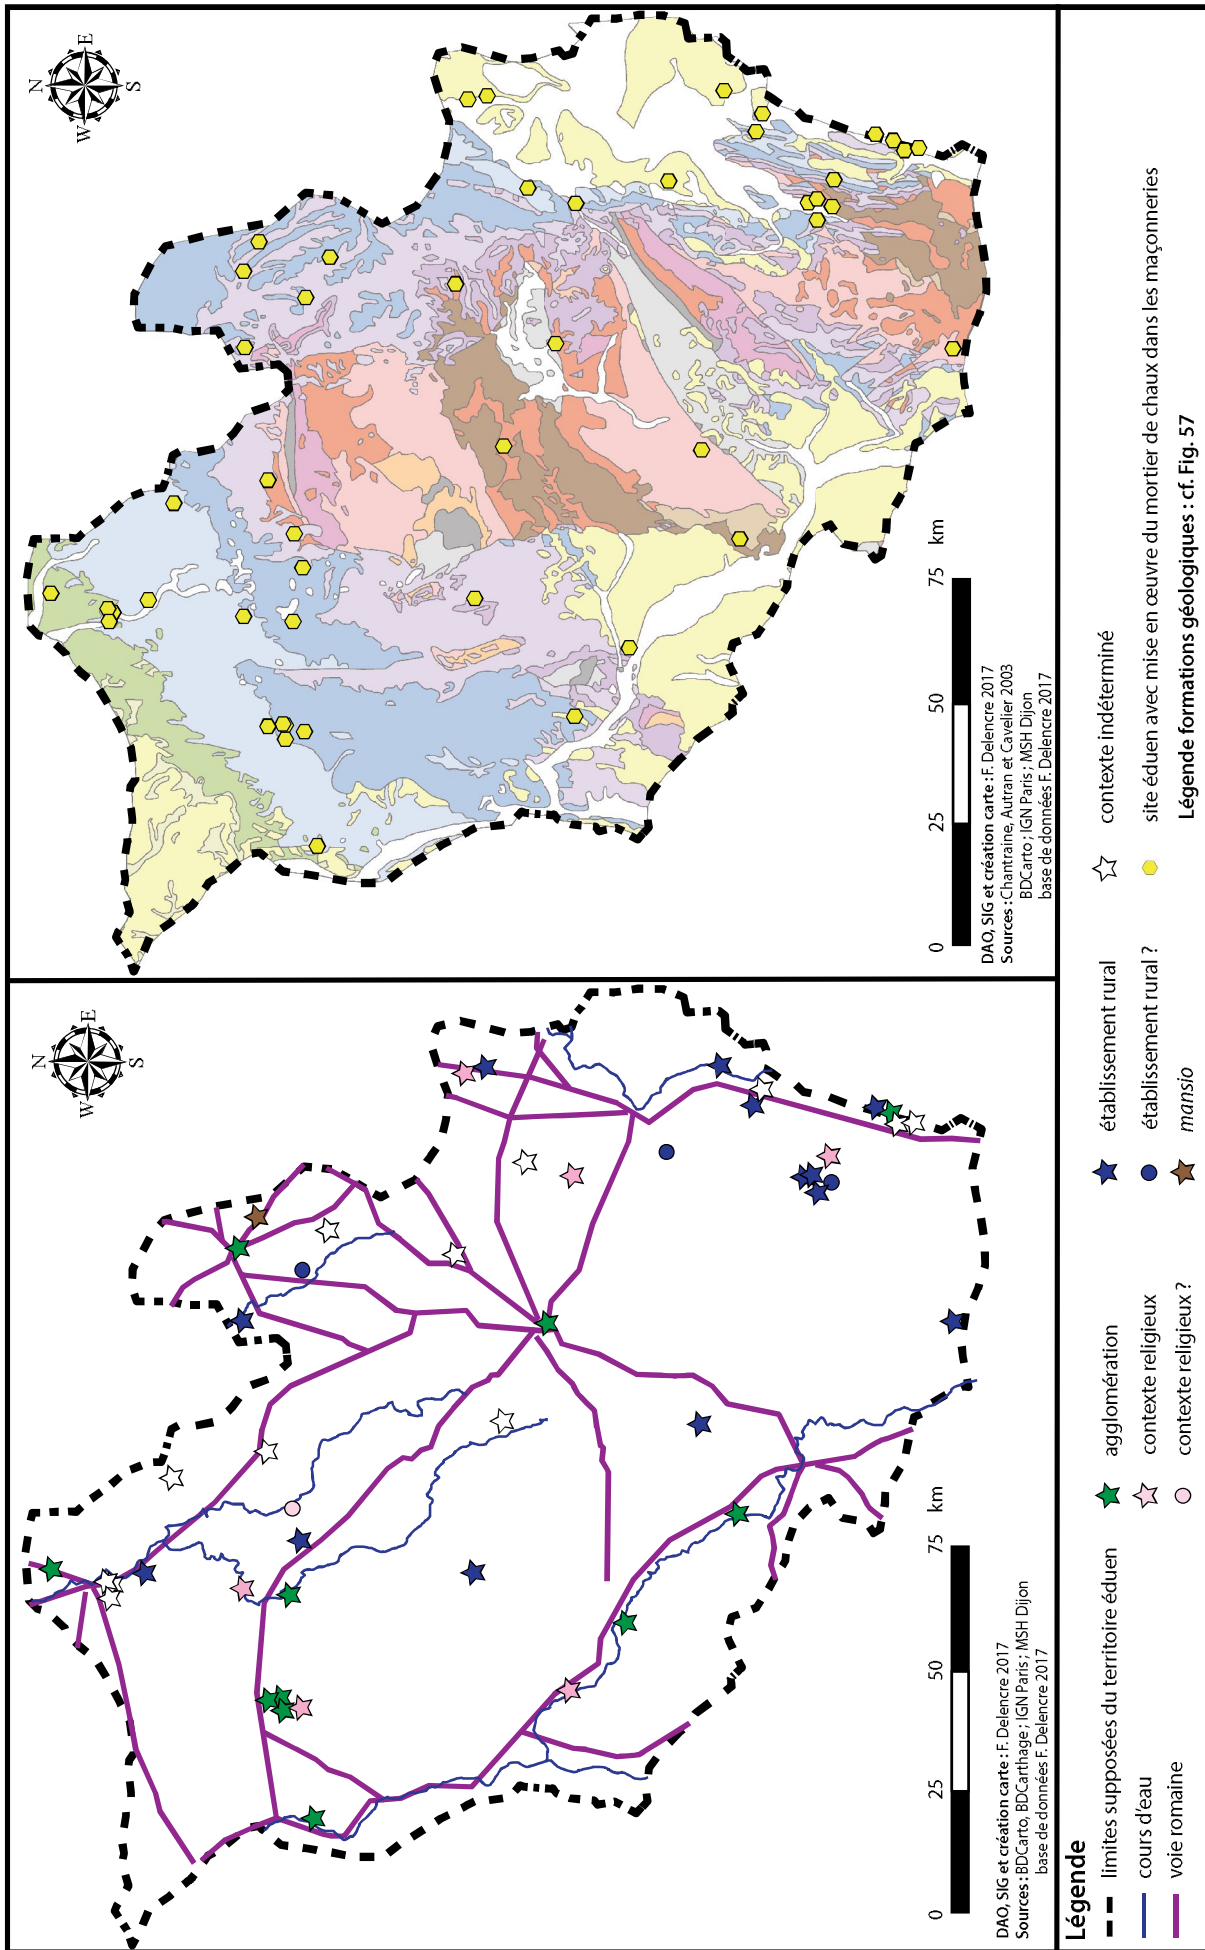 N
E
S
W
0
25
50
75
km
DAO, SIG et création carte : F. Delencre 2017
Sources : BDCarto, BDCarthage ; IGN Paris ; MSH Dijon
base de données F. Delencre 2017
N
E
S
W
0
25
50
75
km
DAO, SIG et création carte : F. Delencre 2017
Sources : Chantraine, Autran et Cavelier 2003
BDCarto ; IGN Paris ; MSH Dijon
base de données F. Delencre 2017
Légende
limites supposées du territoire éduen
cours d'eau
voie romaine
agglomération
contexte religieux
contexte religieux ?
établissement rural
établissement rural ?
mansio
contexte indéterminé
site éduen avec mise en œuvre du mortier de chaux dans les maçonneries
Légende formations géologiques : cf. Fig. 57